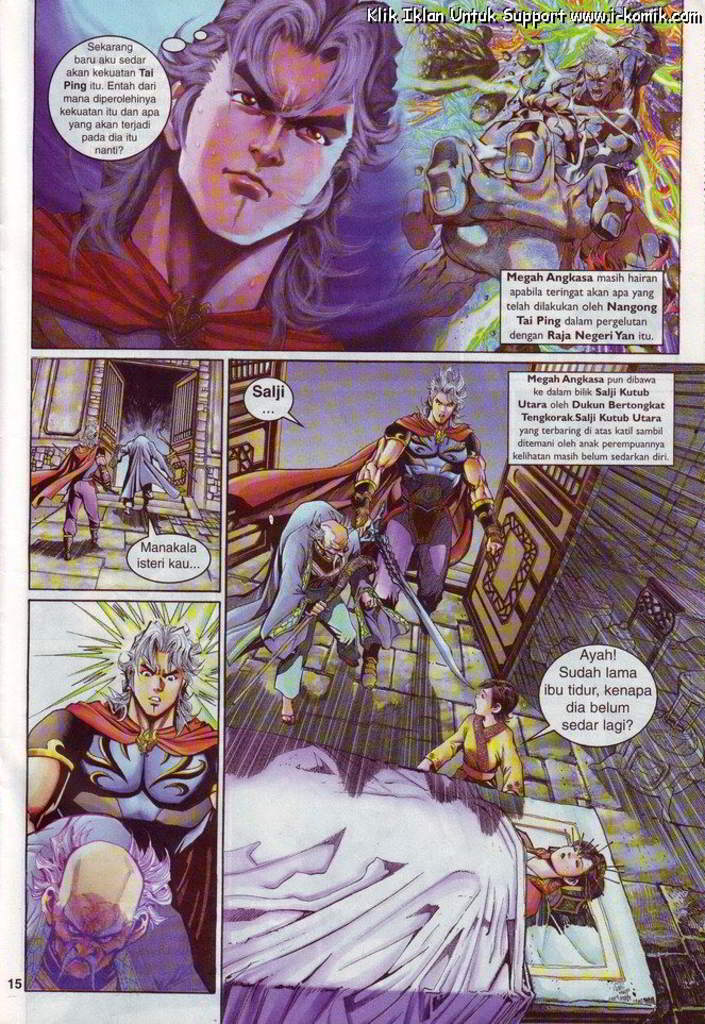 Klik Iklan Untuk Support www.i-komik.com
Sekarang
baru aku sedar
akan kekuatan Tai
Ping itu. Entah dari
mana diperolehinya
kekuatan itu dan apa
yang akan terjadi
pada dia itu
nanti?
Megah Angkasa masih hairan
apabila teringat akan apa yang
telah dilakukan oleh Nangong
Tai Ping dalam pergelutan
dengan Raja Negeri Yan itu.
Manakala
isteri kau...
Salji
...
Megah Angkasa pun dibawa
ke dalam bilik Salji Kutub
Utara oleh Dukun Bertongkat
Tengkorak.Salji Kutub Utara
yang terbaring di atas katil sambil
ditemani oleh anak perempuannya
kelihatan masih belum sedarkan diri.
Ayah!
Sudah lama
ibu tidur, kenapa
dia belum
sedar lagi?
15